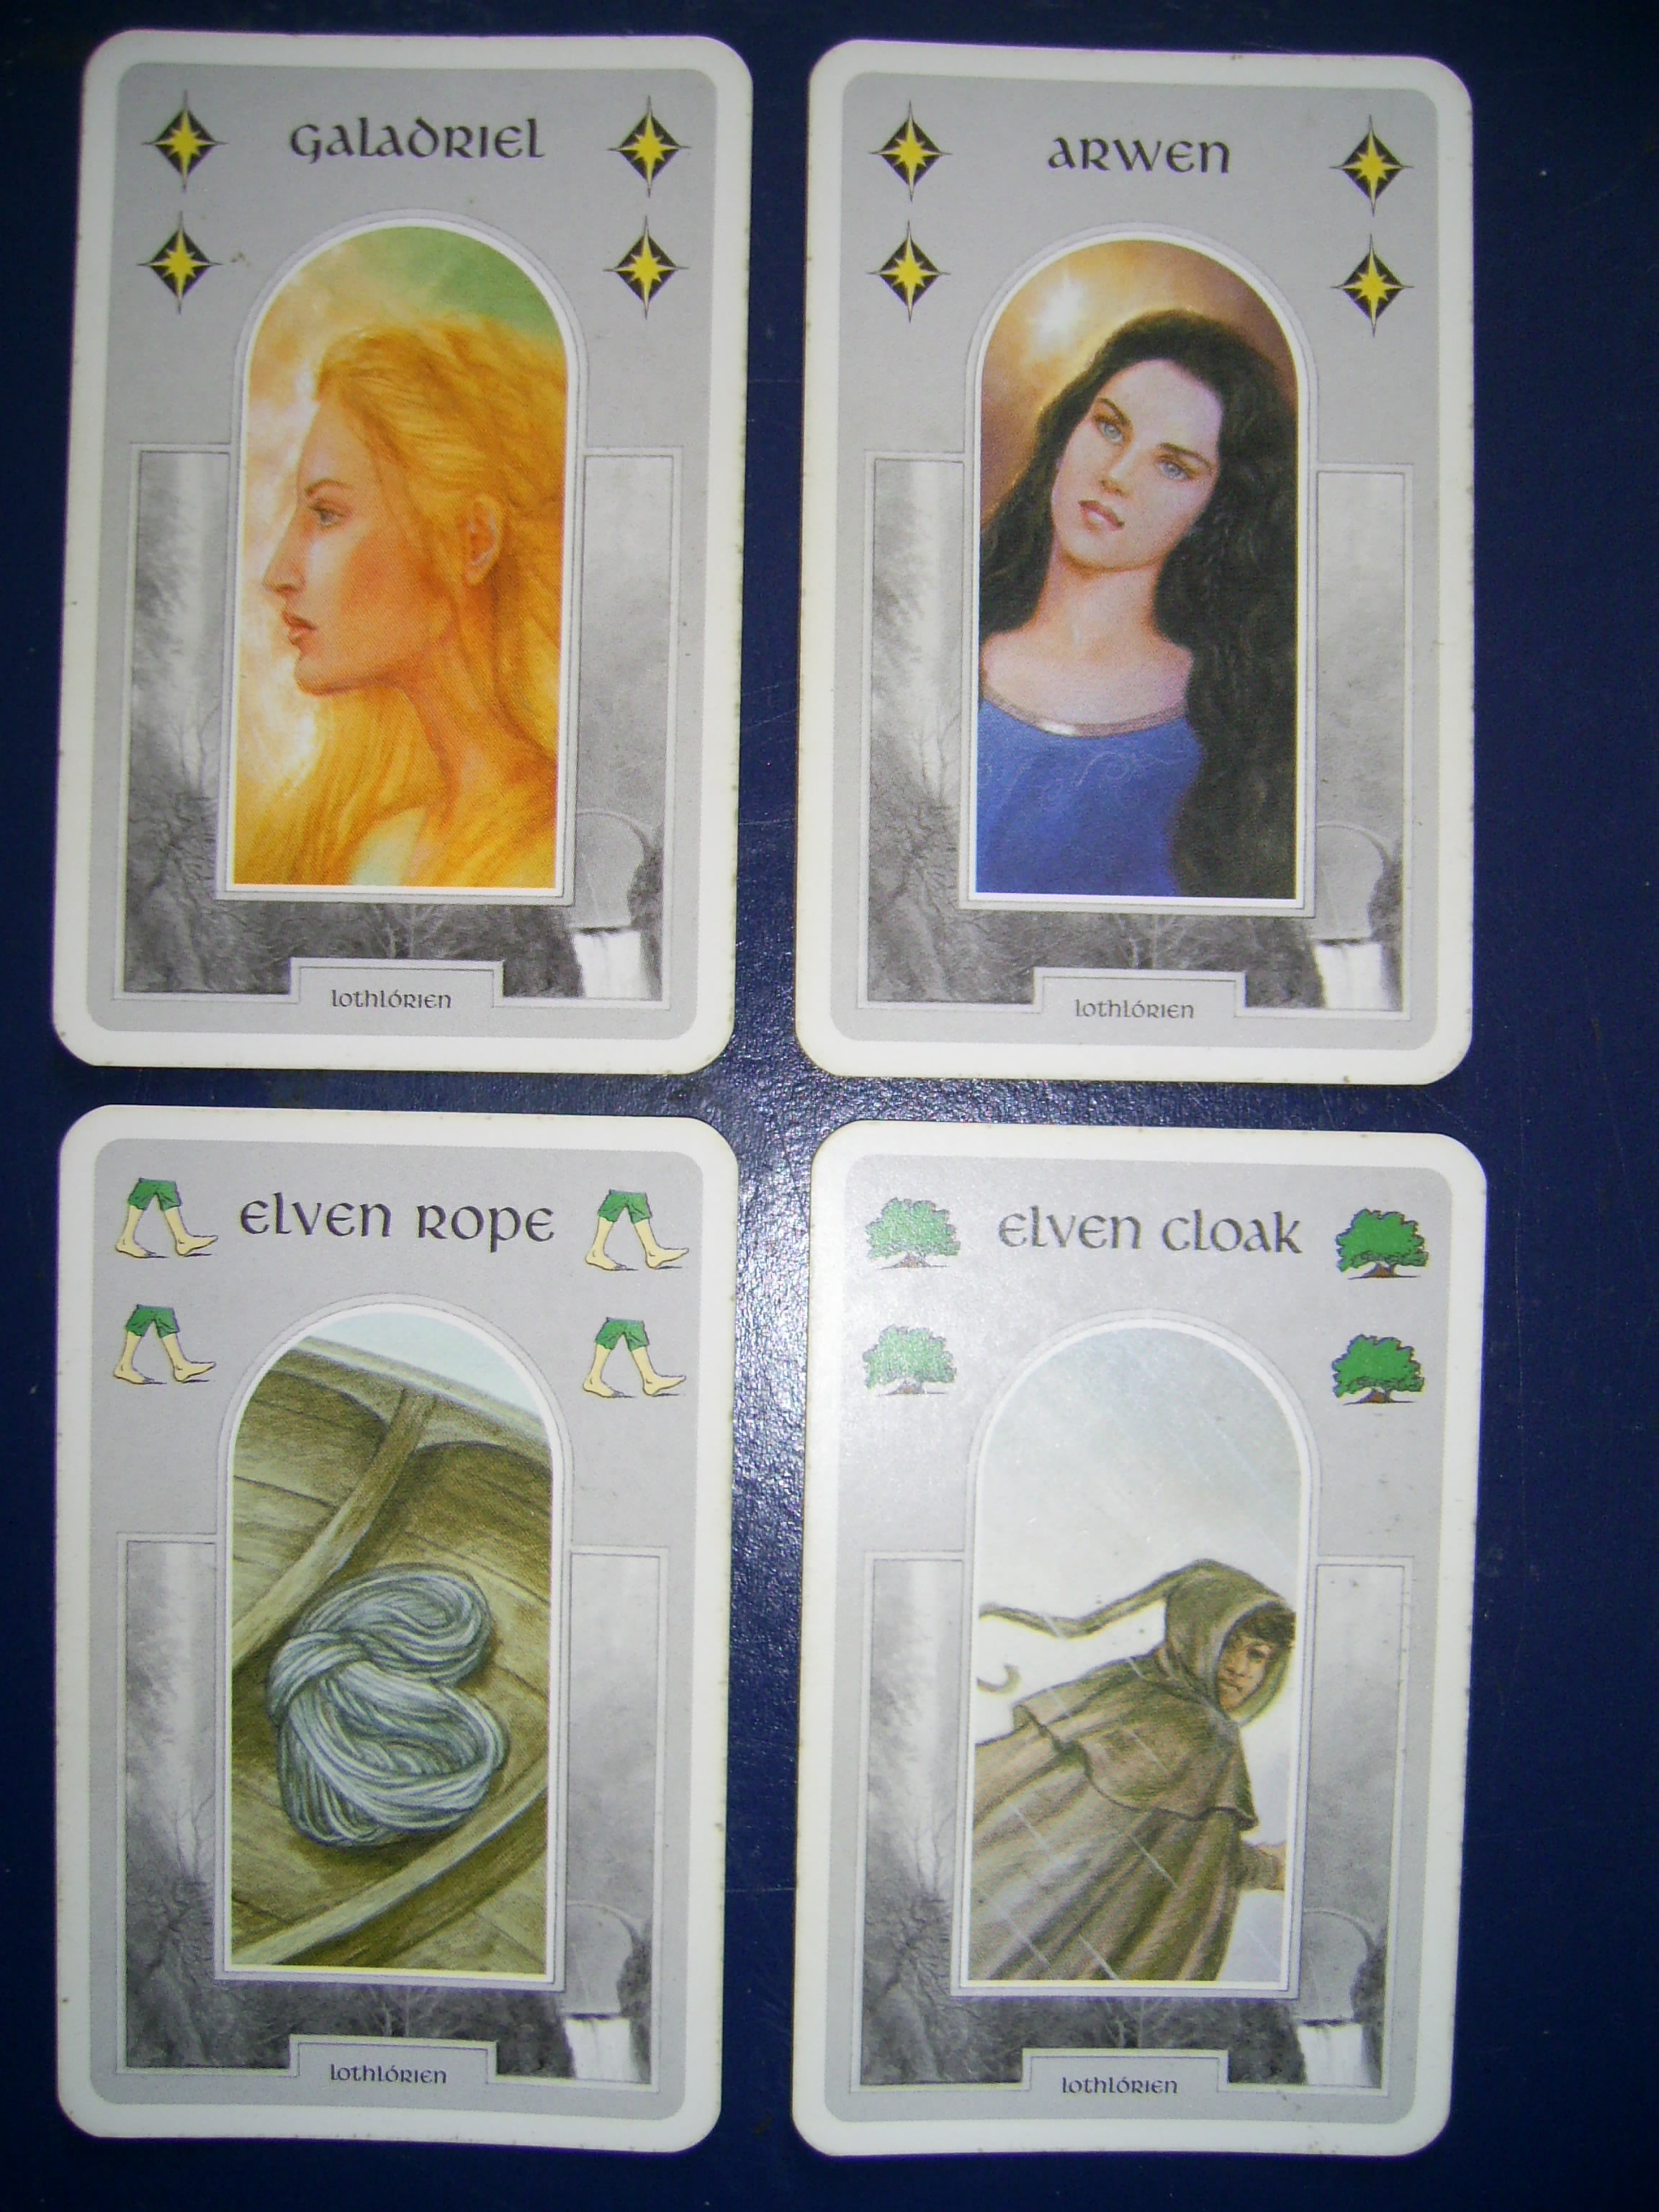 Galadriel
Arwen
lothlórien
lothlórien
Elven Rope
Elven Cloak
lothlórien
lothlórien